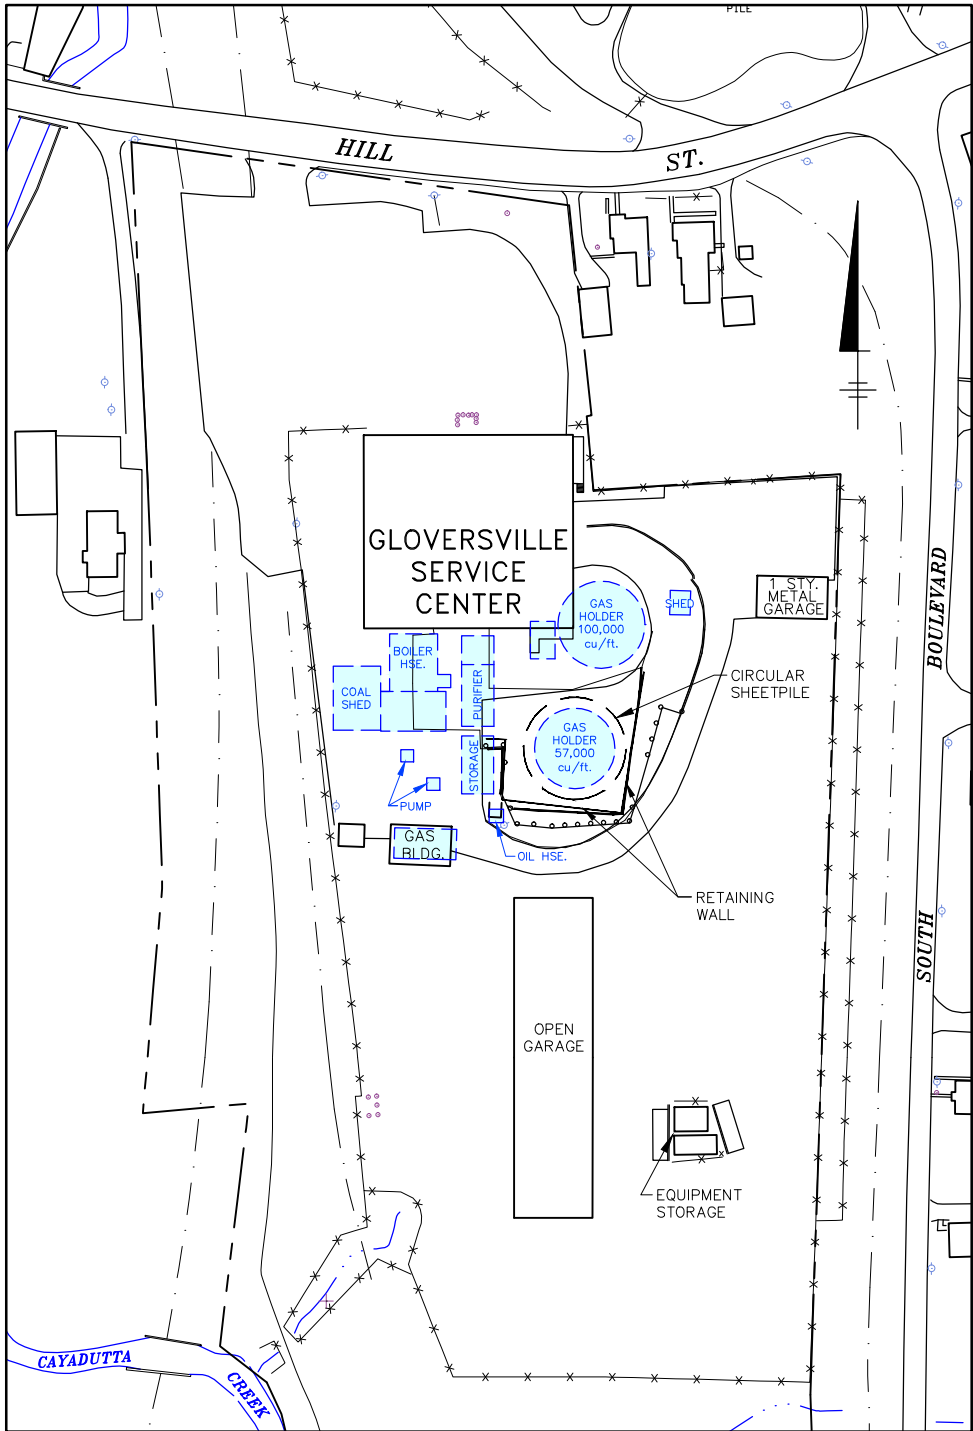 PILE
HILL
ST.
GLOVERSVILLE
SERVICE
CENTER
GAS
HOLDER
100,000
cu/ft.
SHED
1 STY.
METAL
GARAGE
BOULEVARD
BOILER
HSE.
COAL
SHED
PURIFIER
CIRCULAR
SHEETPILE
GAS
HOLDER
57,000
cu/ft.
STORAGE
PUMP
GAS
BLDG.
OIL HSE.
RETAINING
WALL
SOUTH
OPEN
GARAGE
EQUIPMENT
STORAGE
CAYADUTTA
CREEK